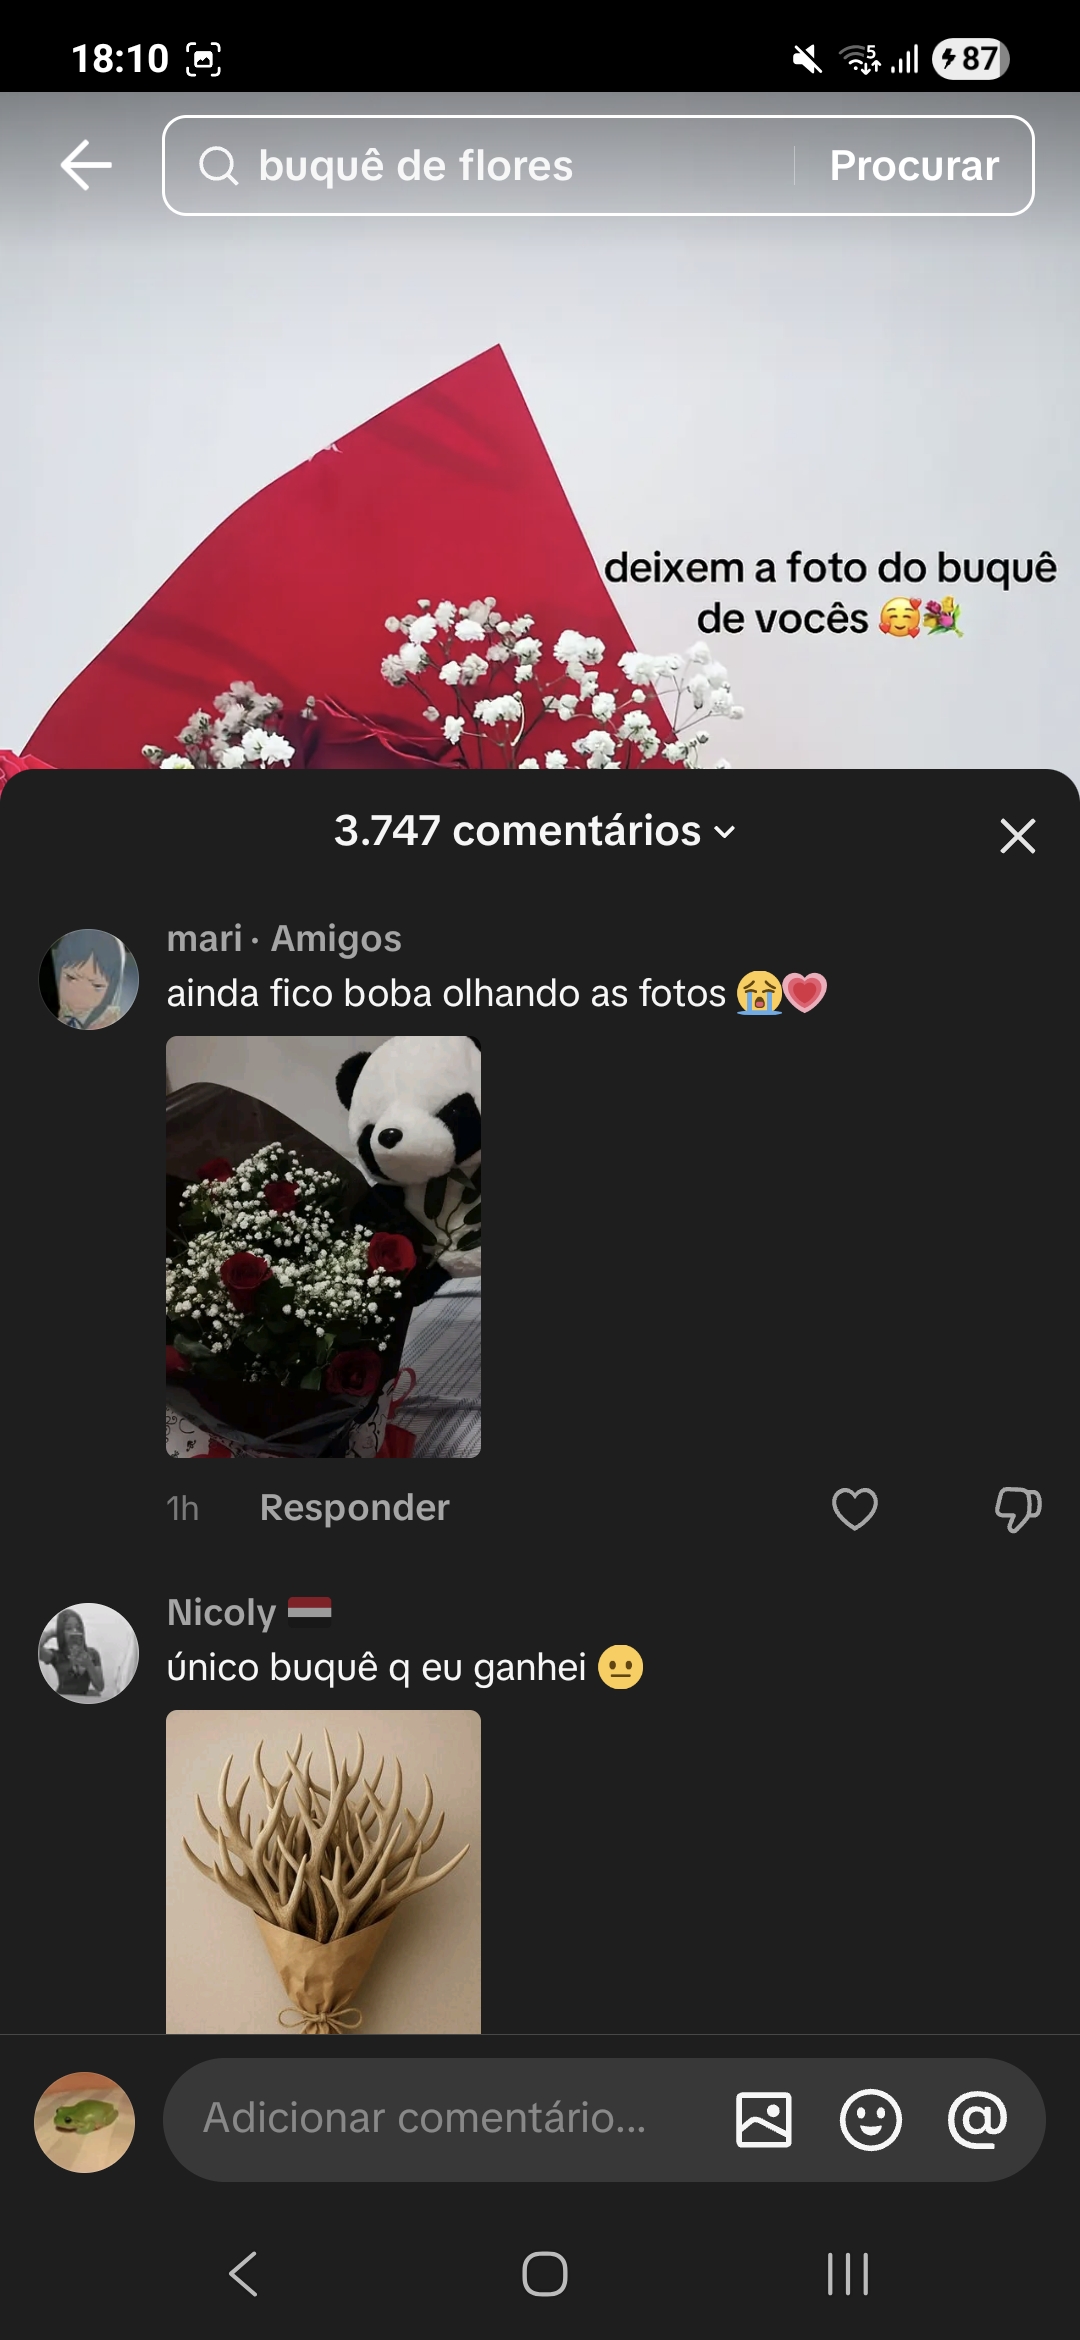 18:10
5
87
buquê de flores
Procurar
deixem a foto do buquê
de vocês 🥰💐
3.747 comentários
mari · Amigos
ainda fico boba olhando as fotos 😭💗
1h Responder
Nicoly
único buquê q eu ganhei 😐
Adicionar comentário...